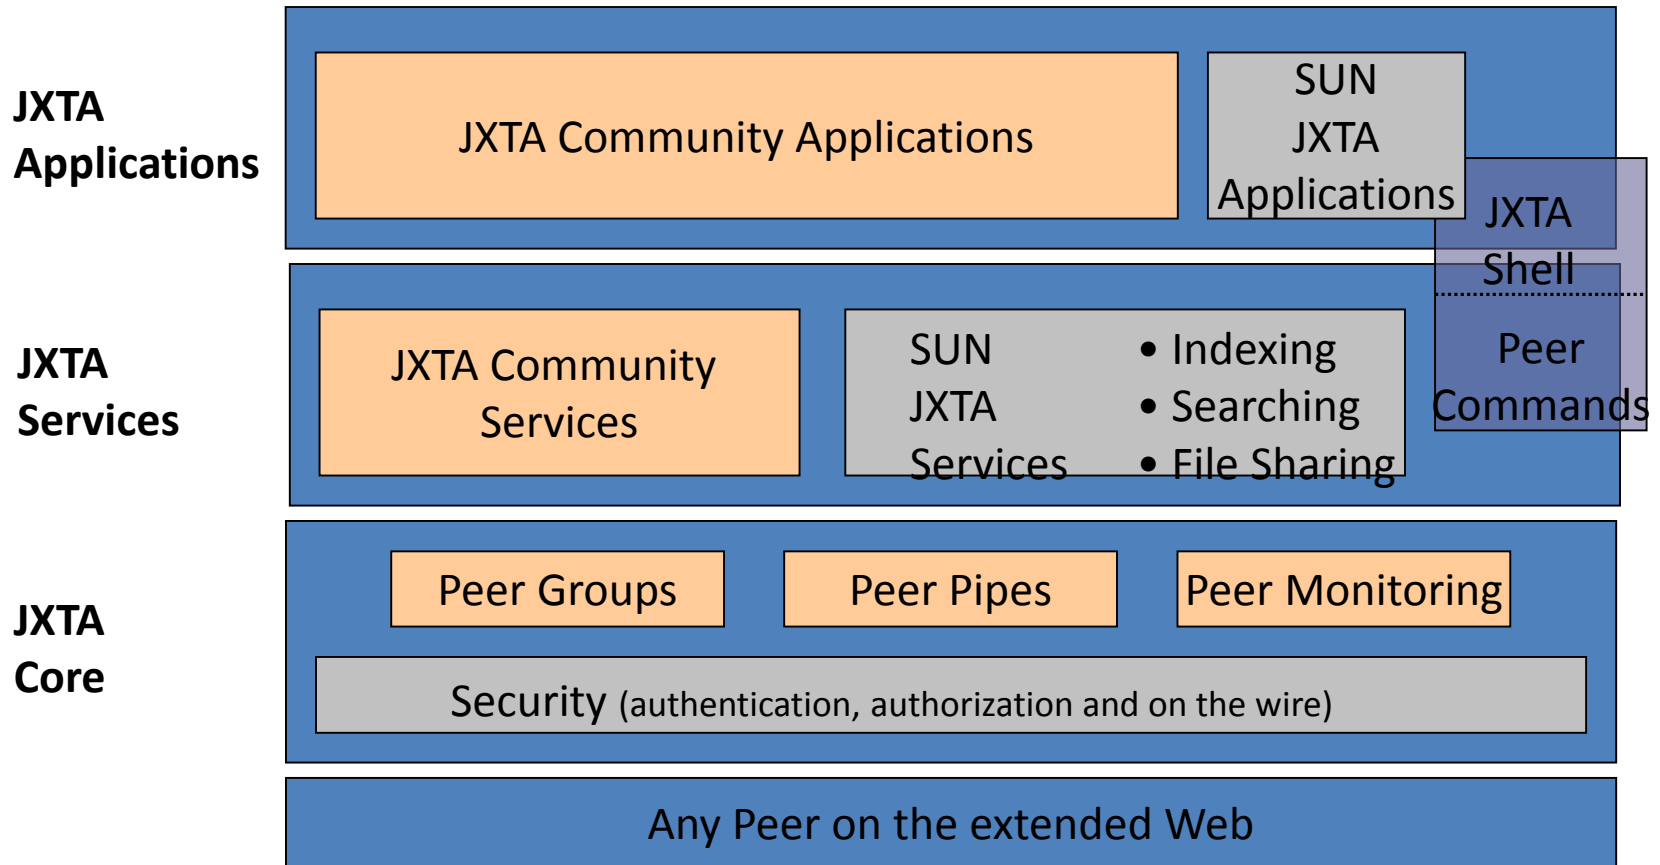 JXTA
Applications
JXTA Community Applications
SUN
JXTA
Applications
JXTA
Shell
JXTA
Services
JXTA Community
Services
SUN
JXTA
Services
• Indexing
• Searching
• File Sharing
Peer
Commands
JXTA
Core
Peer Groups
Peer Pipes
Peer Monitoring
Security (authentication, authorization and on the wire)
Any Peer on the extended Web